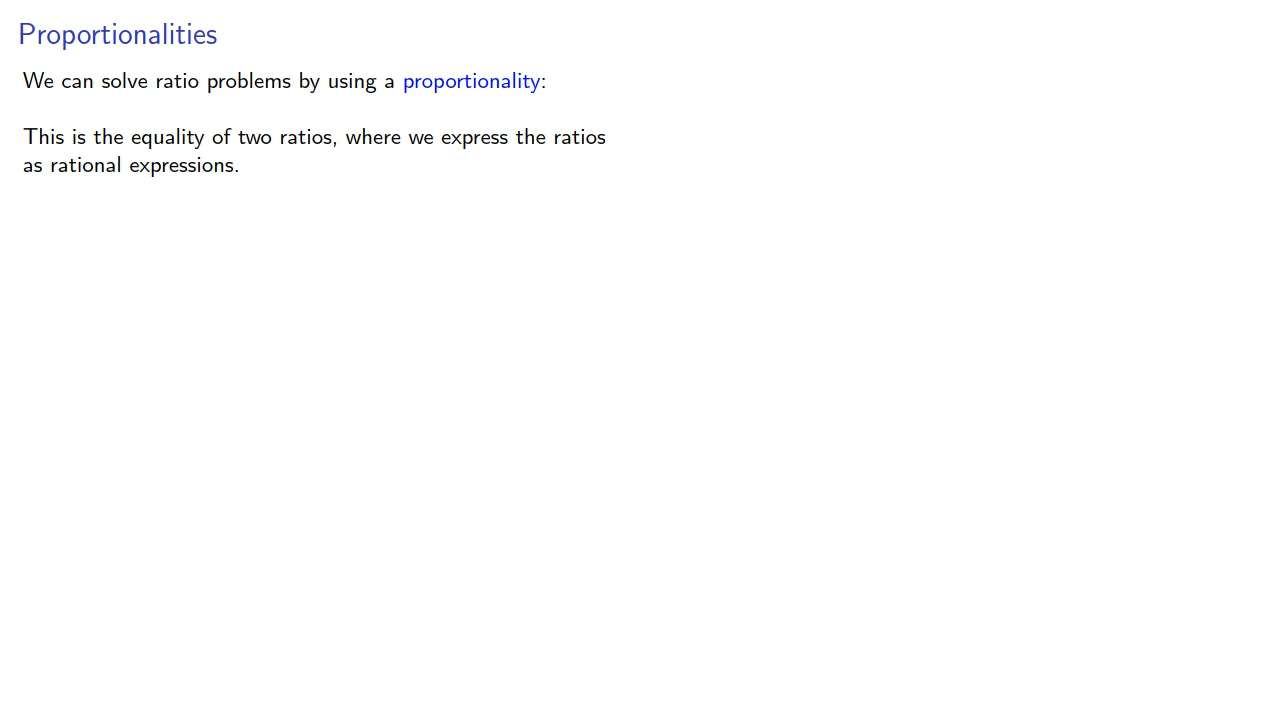 Proportionalities
We can solve ratio problems by using a proportionality:
This is the equality of two ratios, where we express the ratios
as rational expressions.